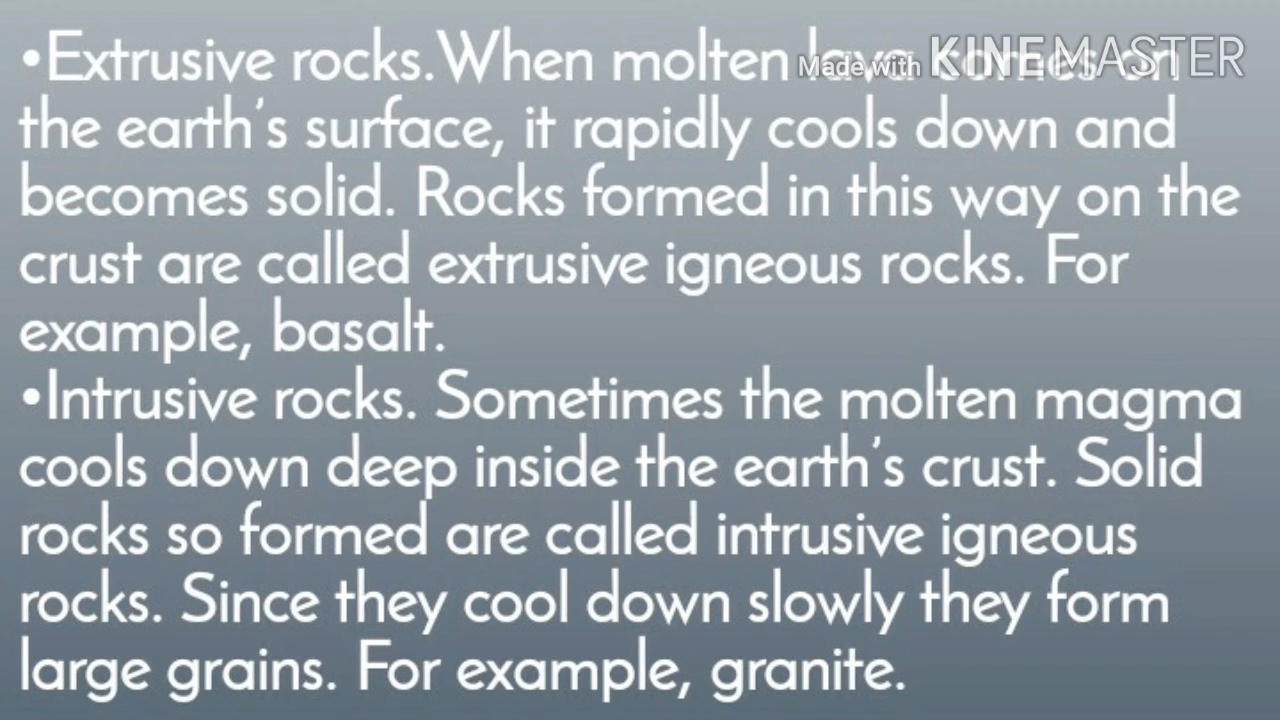 •Extrusive rocks.When molten lava comes on
Made with KINEMASTER
the earth's surface, it rapidly cools down and
becomes solid. Rocks formed in this way on the
crust are called extrusive igneous rocks. For
example, basalt.
•Intrusive rocks. Sometimes the molten magma
cools down deep inside the earth's crust. Solid
rocks so formed are called intrusive igneous
rocks. Since they cool down slowly they form
large grains. For example, granite.